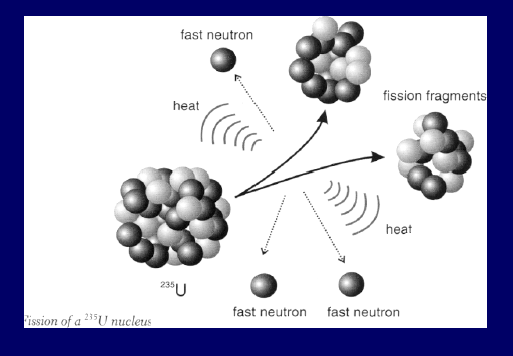 fast neutron
heat
fission fragments
heat
²³⁵U
fast neutron
fast neutron
Fission of a ²³⁵U nucleus